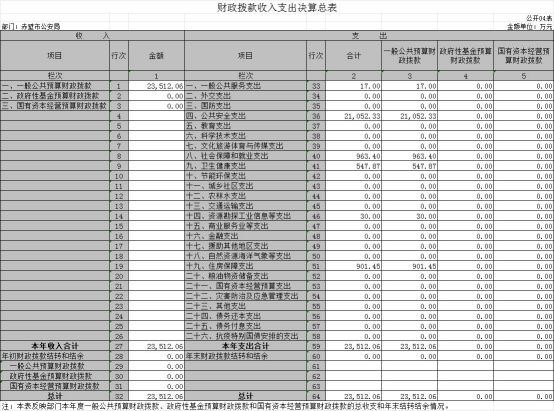 财政拨款收入支出决算总表
公开04表
部门：赤壁市公安局 金额单位：万元
收 入 支 出
项目 行次 金额 项目 行次 合计 一般公共预算财政拨款 政府性基金预算财政拨款 国有资本经营预算财政拨款
栏次 1 栏次 2 3 4 5
一、一般公共预算财政拨款 1 23,512.06 一、一般公共服务支出 33 17.00 17.00 0.00 0.00
二、政府性基金预算财政拨款 2 0.00 二、外交支出 34 0.00 0.00 0.00 0.00
三、国有资本经营预算财政拨款 3 0.00 三、国防支出 35 0.00 0.00 0.00 0.00
4 四、公共安全支出 36 21,052.33 21,052.33 0.00 0.00
5 五、教育支出 37 0.00 0.00 0.00 0.00
6 六、科学技术支出 38 0.00 0.00 0.00 0.00
7 七、文化旅游体育与传媒支出 39 0.00 0.00 0.00 0.00
8 八、社会保障和就业支出 40 963.40 963.40 0.00 0.00
9 九、卫生健康支出 41 547.87 547.87 0.00 0.00
10 十、节能环保支出 42 0.00 0.00 0.00 0.00
11 十一、城乡社区支出 43 0.00 0.00 0.00 0.00
12 十二、农林水支出 44 0.00 0.00 0.00 0.00
13 十三、交通运输支出 45 0.00 0.00 0.00 0.00
14 十四、资源勘探工业信息等支出 46 30.00 30.00 0.00 0.00
15 十五、商业服务业等支出 47 0.00 0.00 0.00 0.00
16 十六、金融支出 48 0.00 0.00 0.00 0.00
17 十七、援助其他地区支出 49 0.00 0.00 0.00 0.00
18 十八、自然资源海洋气象等支出 50 0.00 0.00 0.00 0.00
19 十九、住房保障支出 51 901.45 901.45 0.00 0.00
20 二十、粮油物资储备支出 52 0.00 0.00 0.00 0.00
21 二十一、国有资本经营预算支出 53 0.00 0.00 0.00 0.00
22 二十二、灾害防治及应急管理支出 54 0.00 0.00 0.00 0.00
23 二十三、其他支出 55 0.00 0.00 0.00 0.00
24 二十四、债务还本支出 56 0.00 0.00 0.00 0.00
25 二十五、债务付息支出 57 0.00 0.00 0.00 0.00
26 二十六、抗疫特别国债安排的支出 58 0.00 0.00 0.00 0.00
本年收入合计 27 23,512.06 本年支出合计 59 23,512.06 23,512.06 0.00 0.00
年初财政拨款结转和结余 28 0.00 年末财政拨款结转和结余 60 0.00 0.00 0.00 0.00
一般公共预算财政拨款 29 0.00 61
政府性基金预算财政拨款 30 0.00 62
国有资本经营预算财政拨款 31 0.00 63
总计 32 23,512.06 总计 64 23,512.06 23,512.06 0.00 0.00
注：本表反映部门本年度一般公共预算财政拨款、政府性基金预算财政拨款和国有资本经营预算财政拨款的总收支和年末结转结余情况。